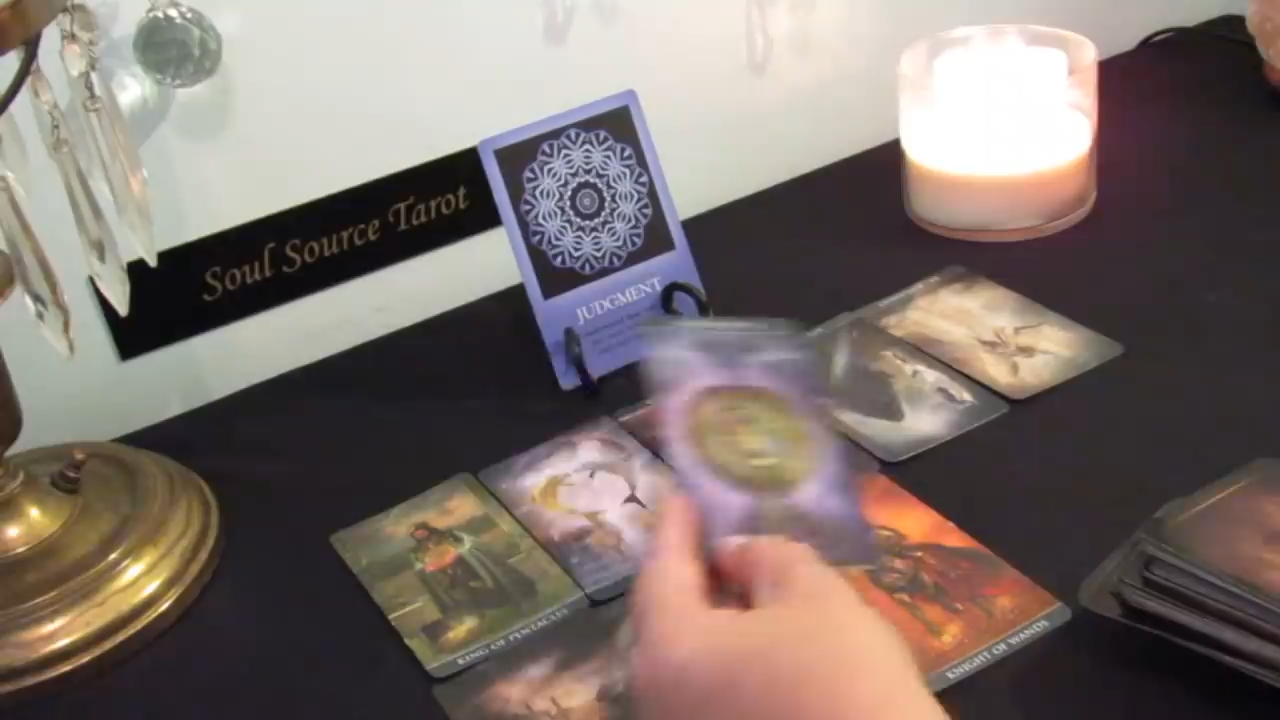 Soul Source Tarot
JUDGMENT
KING OF PENTACLES
KNIGHT OF WANDS